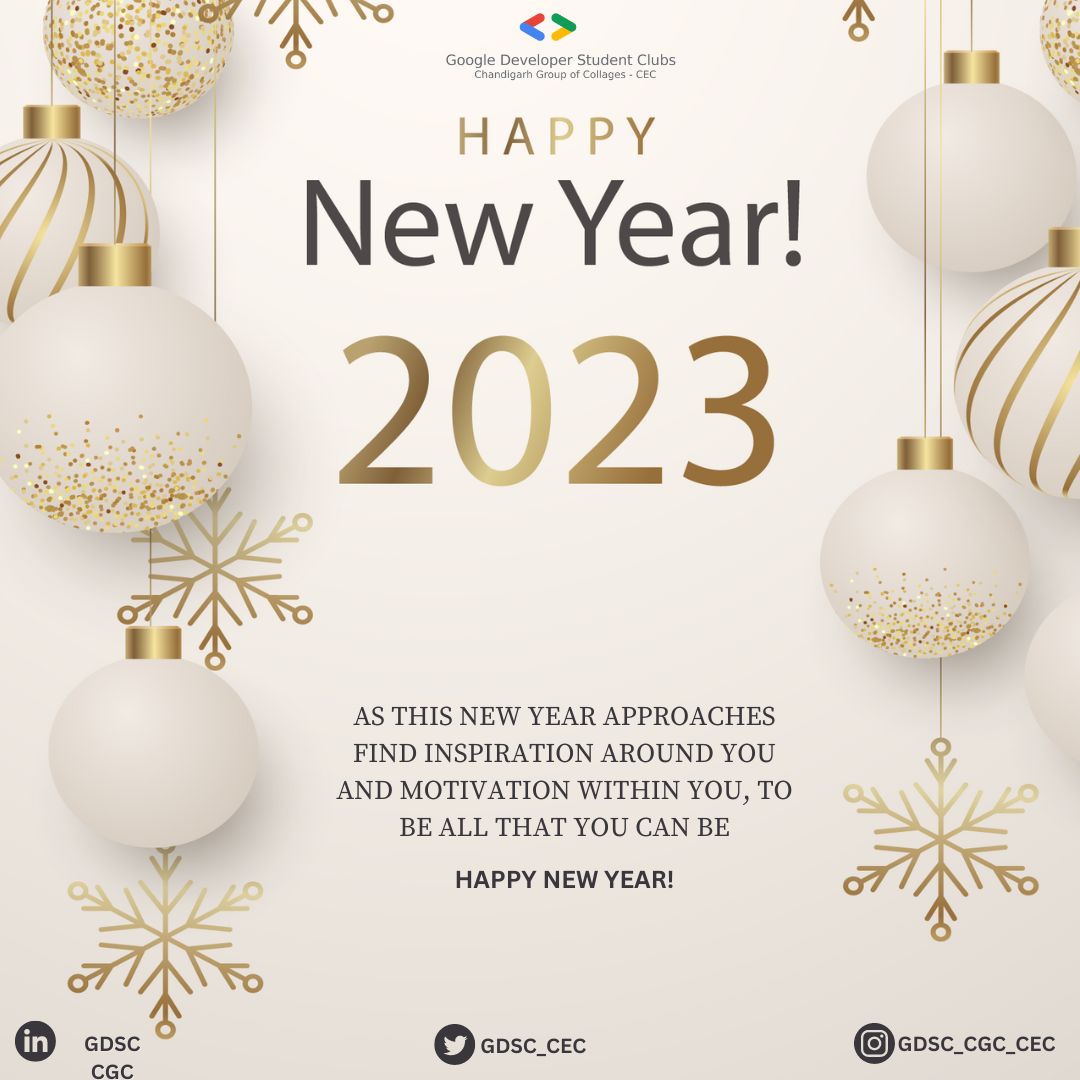 Google Developer Student Clubs
Chandigarh Group of Collages - CEC
HAPPY
New Year!
2023
AS THIS NEW YEAR APPROACHES
FIND INSPIRATION AROUND YOU
AND MOTIVATION WITHIN YOU, TO
BE ALL THAT YOU CAN BE
HAPPY NEW YEAR!
in
GDSC
CGC
GDSC_CEC
GDSC_CGC_CEC